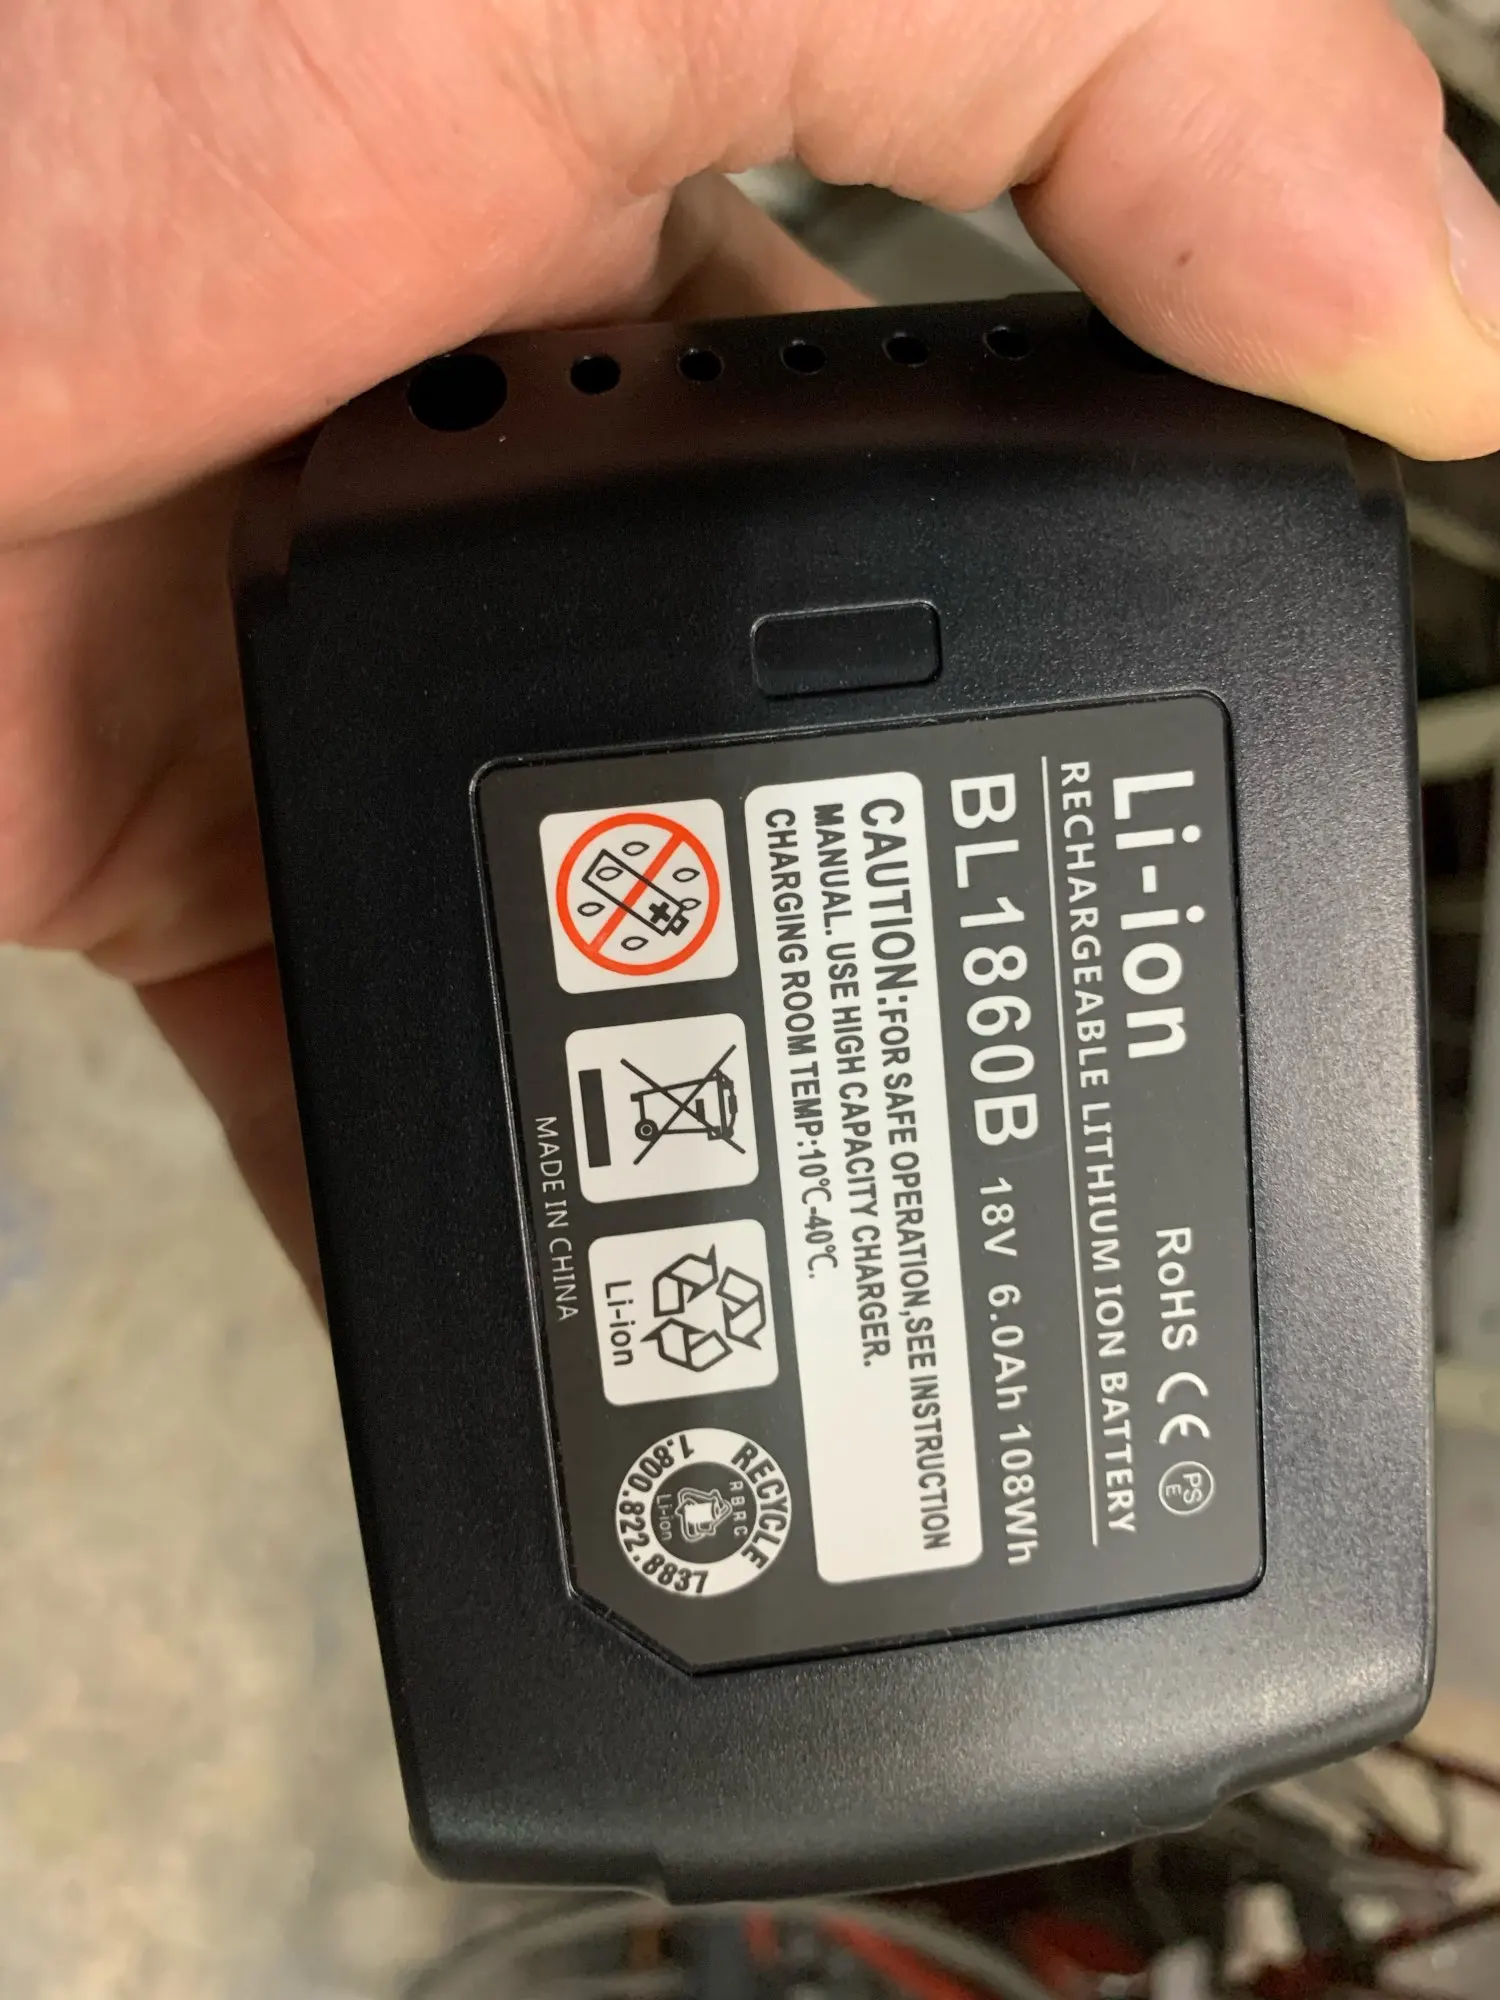 Li-ion RoHS CE PSE
RECHARGEABLE LITHIUM ION BATTERY
BL1860B 18V 6.0Ah 108Wh
CAUTION:FOR SAFE OPERATION,SEE INSTRUCTION
MANUAL. USE HIGH CAPACITY CHARGER.
CHARGING ROOM TEMP:10℃-40℃.
Li-ion
RECYCLE
RBRC
Li-ion
1.800.822.8837
MADE IN CHINA